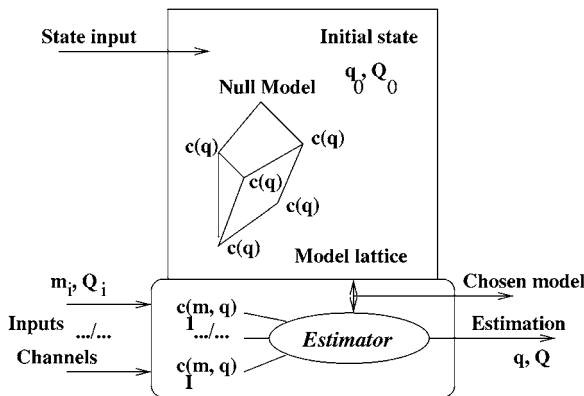 State input
Initial state
q₀, Q₀
Null Model
c(q)
c(q)
c(q)
c(q)
c(q)
Model lattice
mᵢ, Qᵢ
Chosen model
c(m, q)
1
Inputs .../...
.../...
Estimator
Estimation
Channels
c(m, q)
I
q, Q